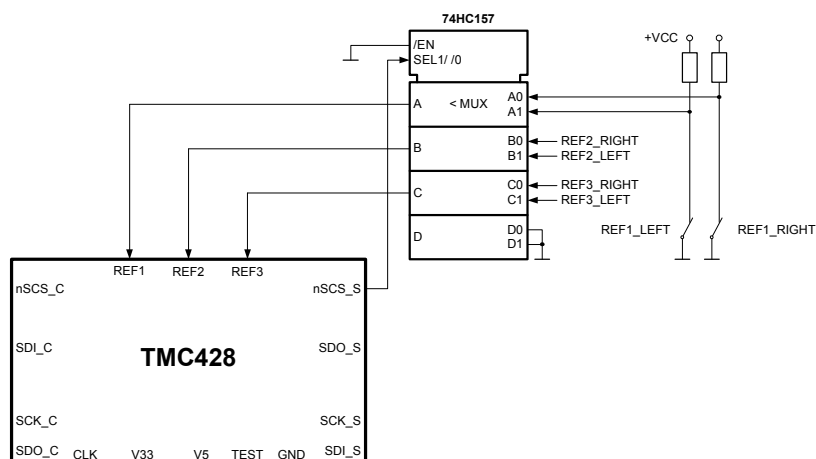 74HC157
/EN
SEL1/ /0
+VCC
A
< MUX
A0
A1
B
B0
B1
REF2_RIGHT
REF2_LEFT
C
C0
C1
REF3_RIGHT
REF3_LEFT
D
D0
D1
REF1_LEFT
REF1_RIGHT
REF1
REF2
REF3
nSCS_C
nSCS_S
SDI_C
TMC428
SDO_S
SCK_C
SCK_S
SDO_C
CLK
V33
V5
TEST
GND
SDI_S